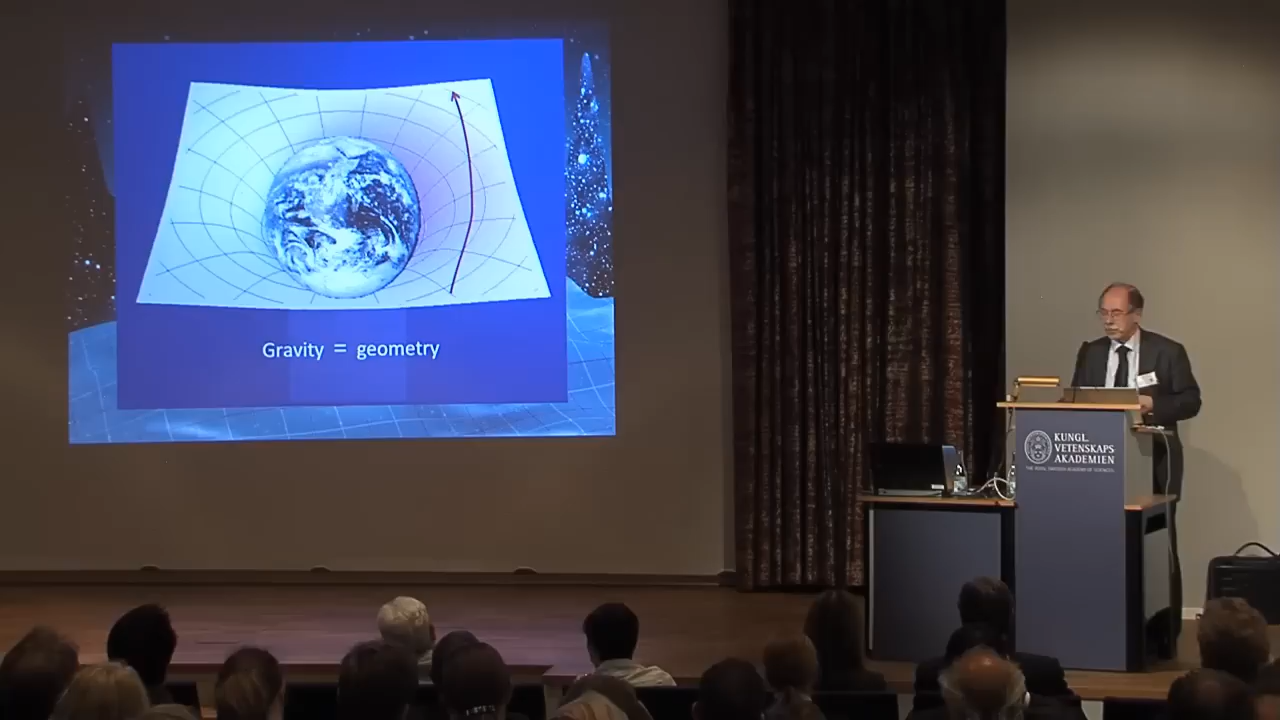 Gravity = geometry
KUNGL.
VETENSKAPS
AKADEMIEN
THE ROYAL SWEDISH ACADEMY OF SCIENCES